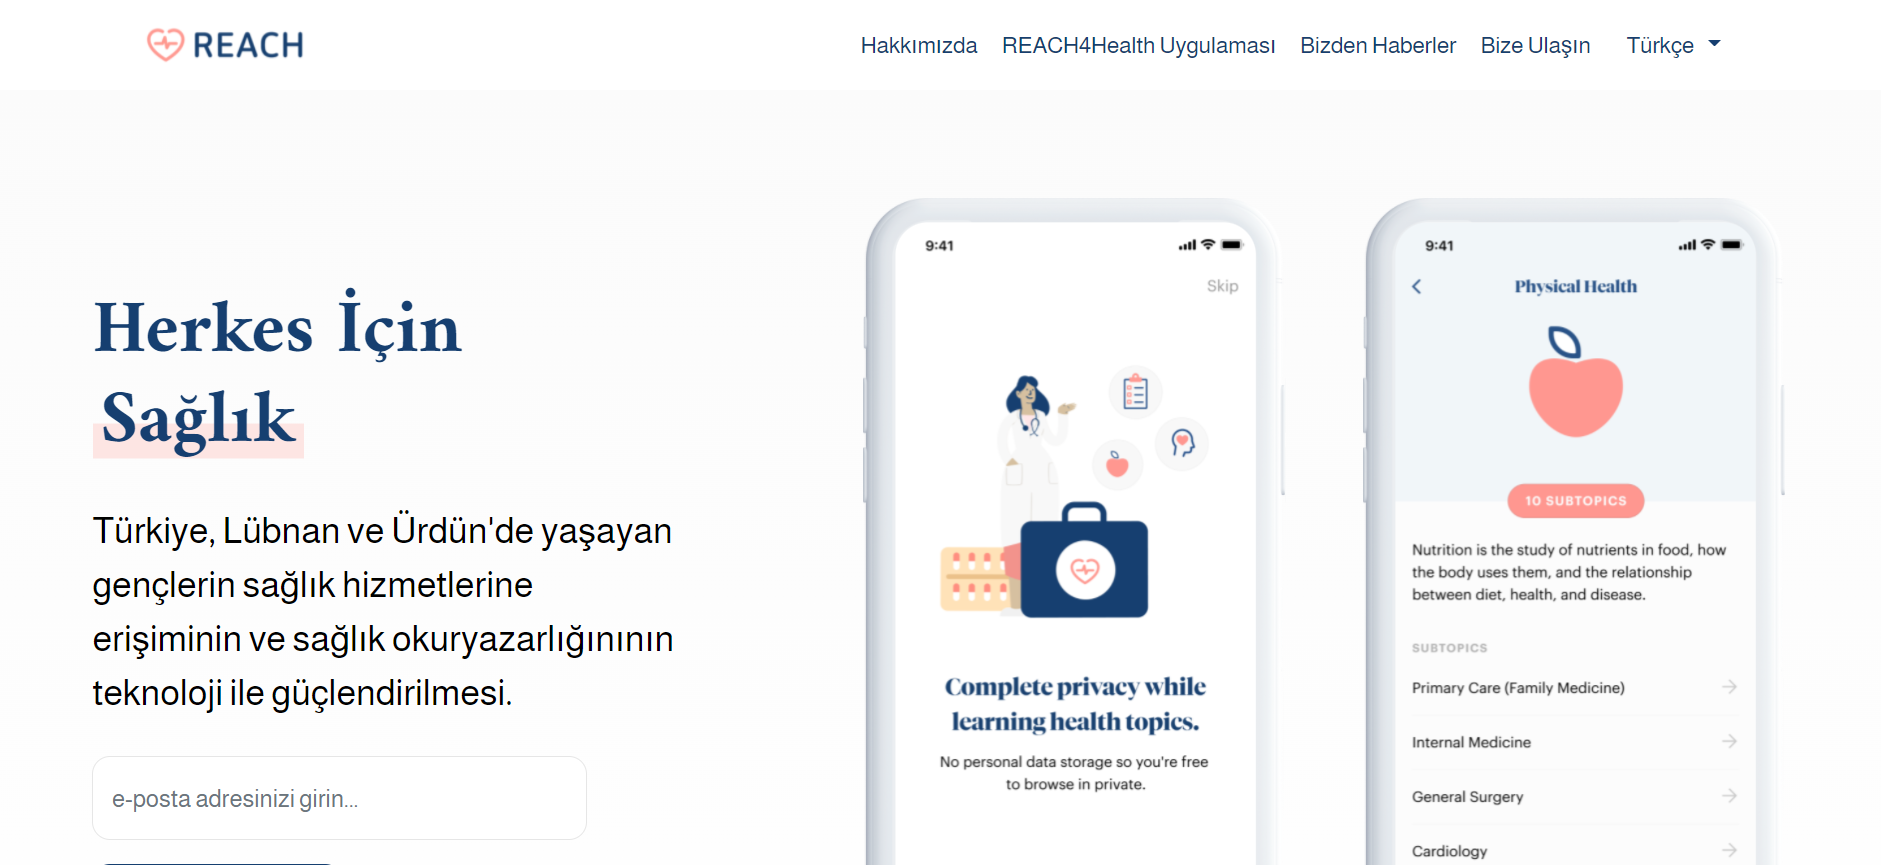 REACH
Hakkımızda
REACH4Health Uygulaması
Bizden Haberler
Bize Ulaşın
Türkçe
Herkes İçin
Sağlık
Türkiye, Lübnan ve Ürdün'de yaşayan
gençlerin sağlık hizmetlerine
erişiminin ve sağlık okuryazarlığınının
teknoloji ile güçlendirilmesi.
e-posta adresinizi girin...
9:41
Skip
Complete privacy while
learning health topics.
No personal data storage so you're free
to browse in private.
9:41
Physical Health
10 SUBTOPICS
Nutrition is the study of nutrients in food, how
the body uses them, and the relationship
between diet, health, and disease.
SUBTOPICS
Primary Care (Family Medicine)
Internal Medicine
General Surgery
Cardiology